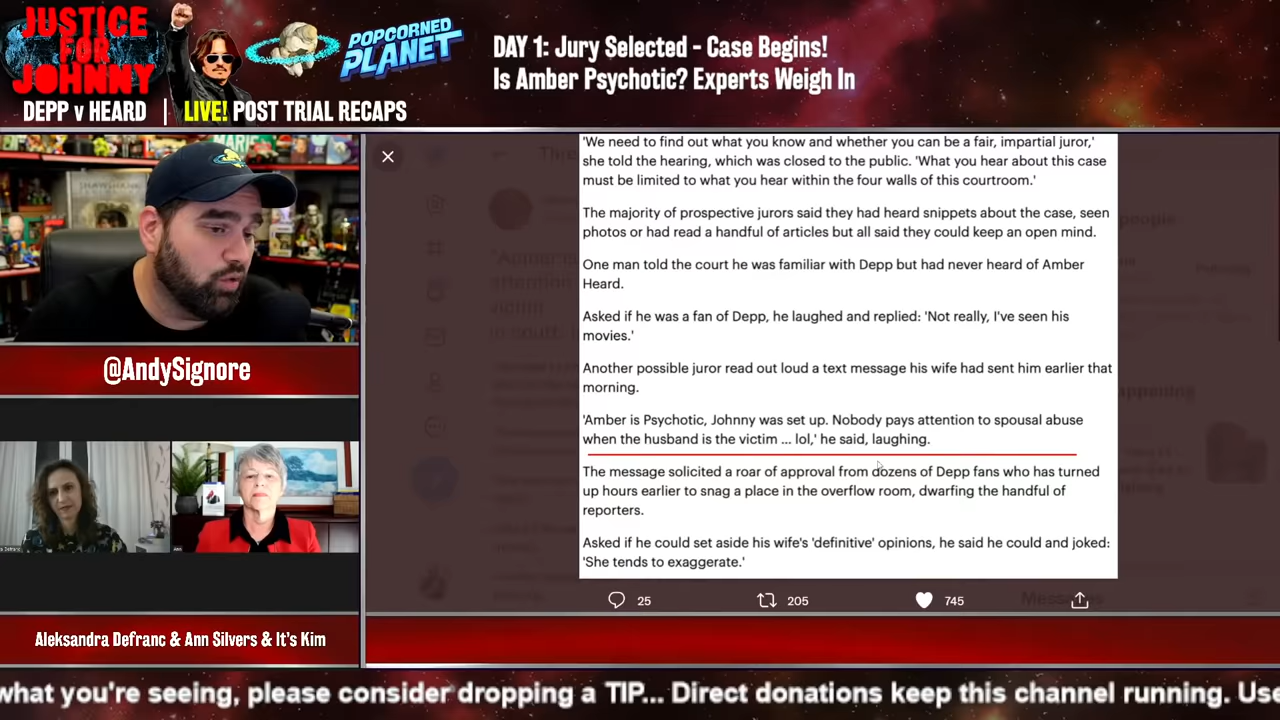 JUSTICE
FOR
JOHNNY
POPCORNED
PLANET
DEPP v HEARD | LIVE! POST TRIAL RECAPS
DAY 1: Jury Selected - Case Begins!
Is Amber Psychotic? Experts Weigh In
'We need to find out what you know and whether you can be a fair, impartial juror,'
she told the hearing, which was closed to the public. 'What you hear about this case
must be limited to what you hear within the four walls of this courtroom.'
The majority of prospective jurors said they had heard snippets about the case, seen
photos or had read a handful of articles but all said they could keep an open mind.
One man told the court he was familiar with Depp but had never heard of Amber
Heard.
Asked if he was a fan of Depp, he laughed and replied: 'Not really, I've seen his
movies.'
Another possible juror read out loud a text message his wife had sent him earlier that
morning.
'Amber is Psychotic, Johnny was set up. Nobody pays attention to spousal abuse
when the husband is the victim ... lol,' he said, laughing.
The message solicited a roar of approval from dozens of Depp fans who has turned
up hours earlier to snag a place in the overflow room, dwarfing the handful of
reporters.
Asked if he could set aside his wife's 'definitive' opinions, he said he could and joked:
'She tends to exaggerate.'
25 205 745
@AndySignore
Ann
Aleksandra Defranc & Ann Silvers & It's Kim
what you're seeing, please consider dropping a TIP... Direct donations keep this channel running. Use